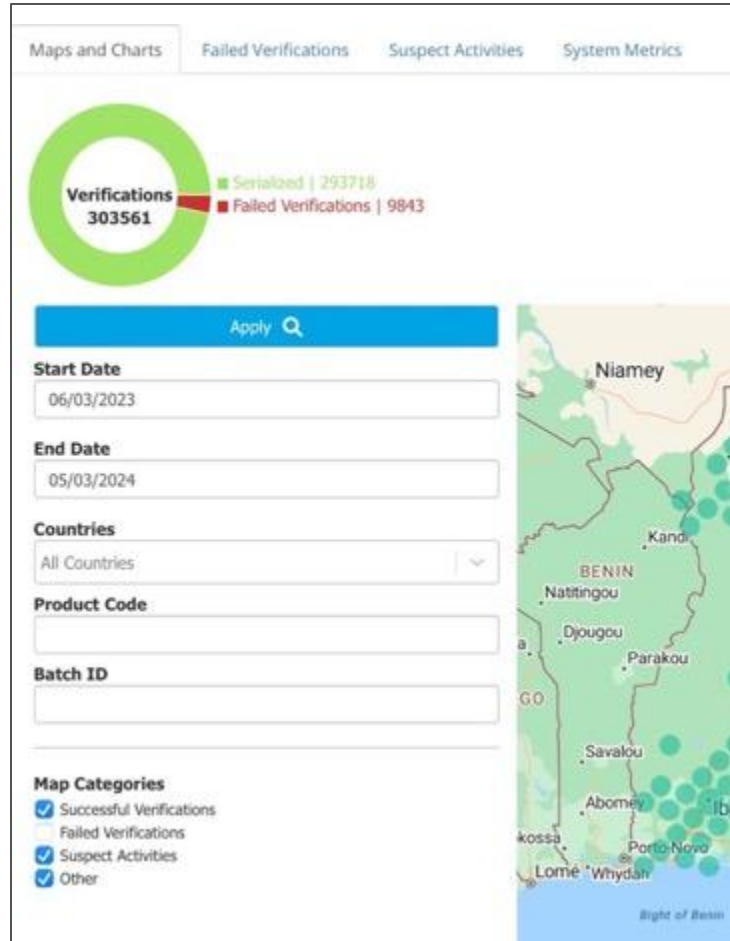 Maps and Charts Failed Verifications Suspect Activities System Metrics
Verifications
303561
Serialized | 293718
Failed Verifications | 9843
Apply
Start Date
06/03/2023
End Date
05/03/2024
Countries
All Countries
Product Code
Batch ID
Map Categories
Successful Verifications
Failed Verifications
Suspect Activities
Other
Niamey
Kandi
BENIN
Natitingou
Djougou
a
Parakou
GO
Savalou
Abomey
Ib
kossa
Porto-Novo
Lomé
Whydah
Bight of Benin